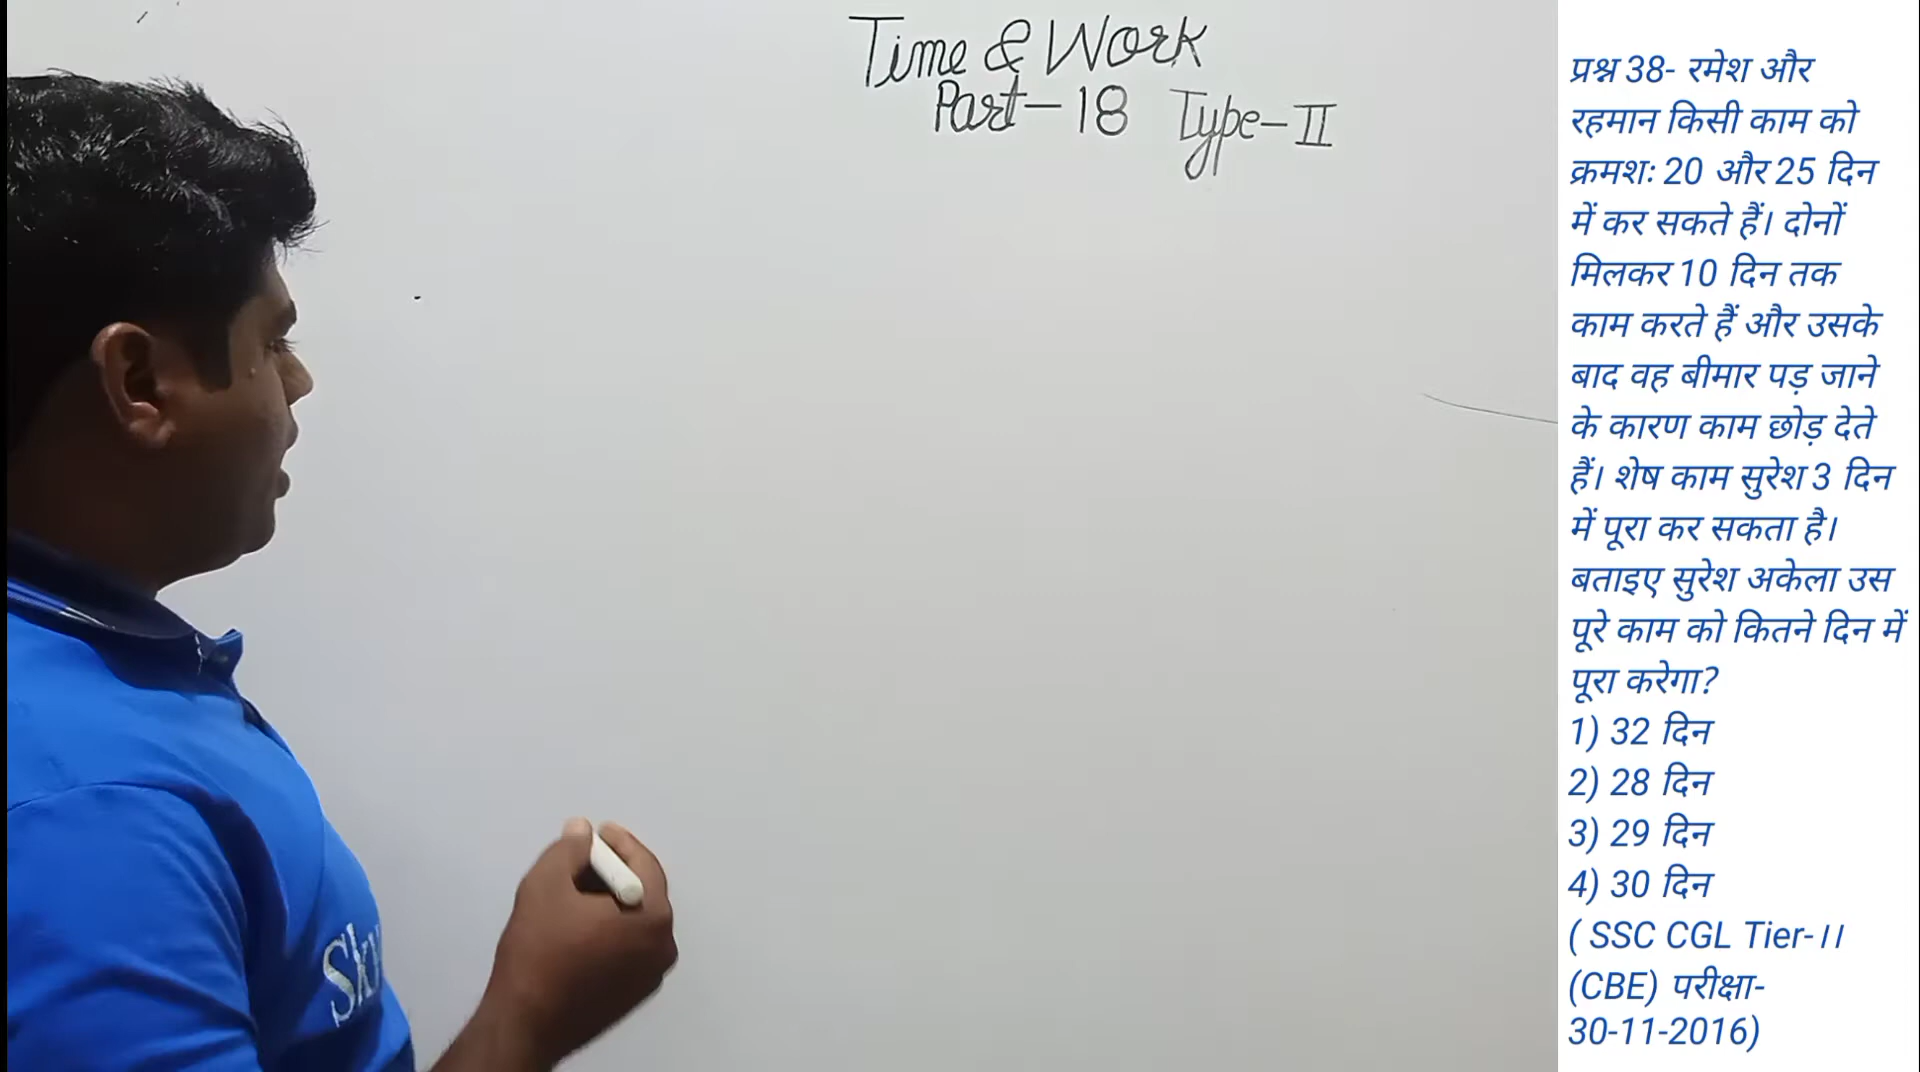 Time & Work
Part-18 Type-II
प्रश्न 38- रमेश और
रहमान किसी काम को
क्रमशः 20 और 25 दिन
में कर सकते हैं। दोनों
मिलकर 10 दिन तक
काम करते हैं और उसके
बाद वह बीमार पड़ जाने
के कारण काम छोड़ देते
हैं। शेष काम सुरेश 3 दिन
में पूरा कर सकता है।
बताइए सुरेश अकेला उस
पूरे काम को कितने दिन में
पूरा करेगा?
1) 32 दिन
2) 28 दिन
3) 29 दिन
4) 30 दिन
( SSC CGL Tier-।।
(CBE) परीक्षा-
30-11-2016)